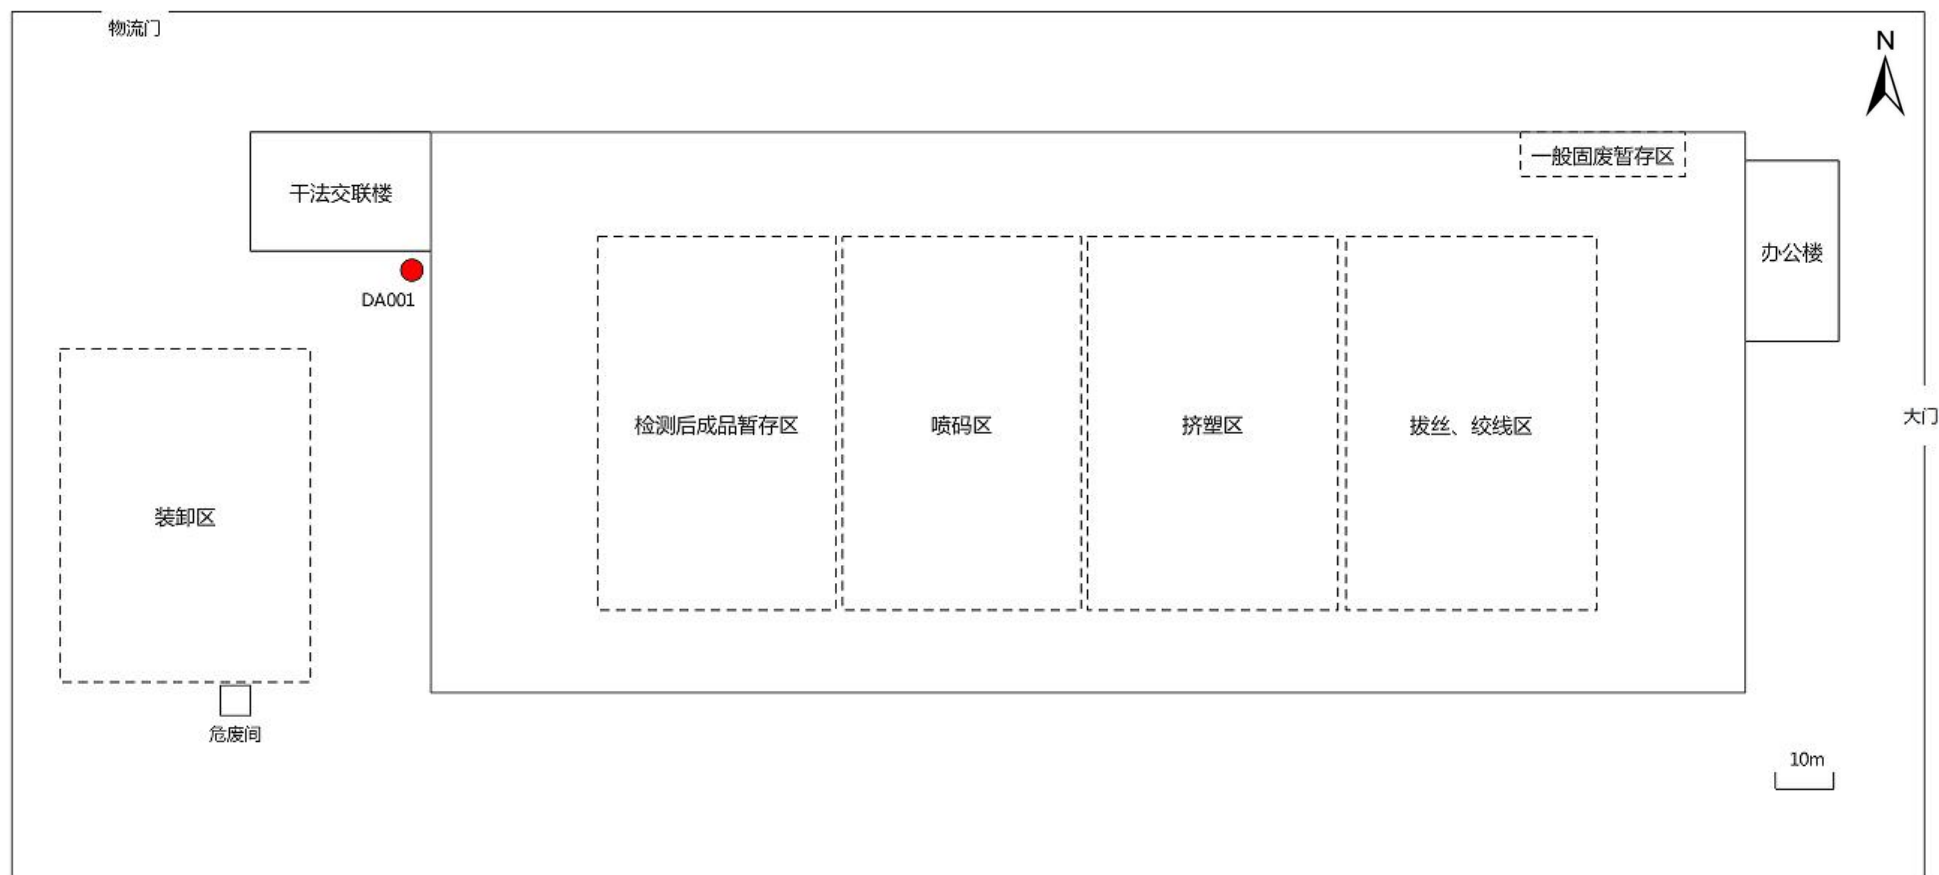 物流门
N
一般固废暂存区
干法交联楼
办公楼
DA001
大门
检测后成品暂存区
喷码区
挤塑区
拔丝、绞线区
装卸区
危废间
10m